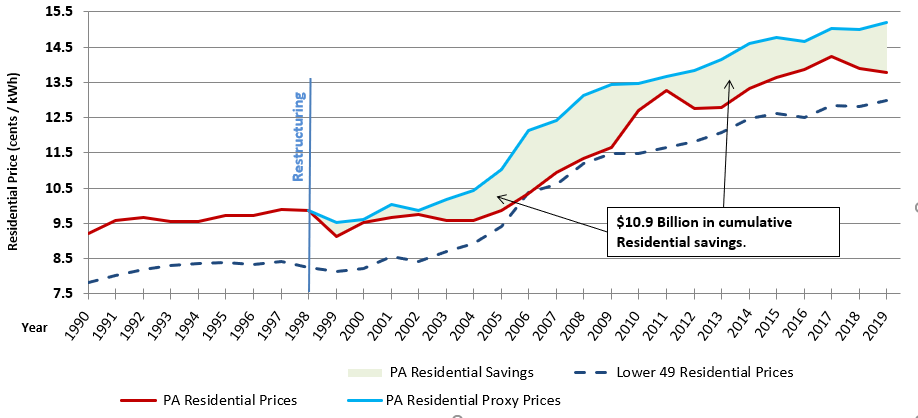 15.5
14.5
13.5
12.5
11.5
10.5
9.5
8.5
7.5
Residential Price (cents / kWh)
Restructuring
$10.9 Billion in cumulative
Residential savings.
Year
1990 1991 1992 1993 1994 1995 1996 1997 1998 1999 2000 2001 2002 2003 2004 2005 2006 2007 2008 2009 2010 2011 2012 2013 2014 2015 2016 2017 2018 2019
PA Residential Savings
Lower 49 Residential Prices
PA Residential Prices
PA Residential Proxy Prices